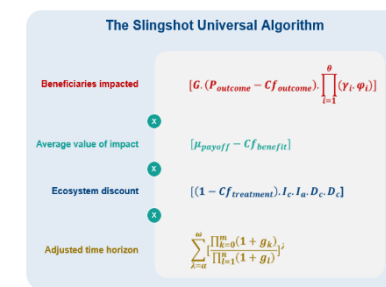 The Slingshot Universal Algorithm
Beneficiaries impacted [G. (P_outcome − Cf_outcome). ∏_{i=1}^{θ} (γ_i. φ_i)]
x
Average value of impact [μ_payoff − Cf_benefit]
x
Ecosystem discount [(1 − Cf_treatment). I_c. I_a. D_c. D_c]
x
Adjusted time horizon ∑_{λ=α}^{ω} [∏_{k=0}^{m} (1 + g_k) / ∏_{l=1}^{n} (1 + g_l)]^j